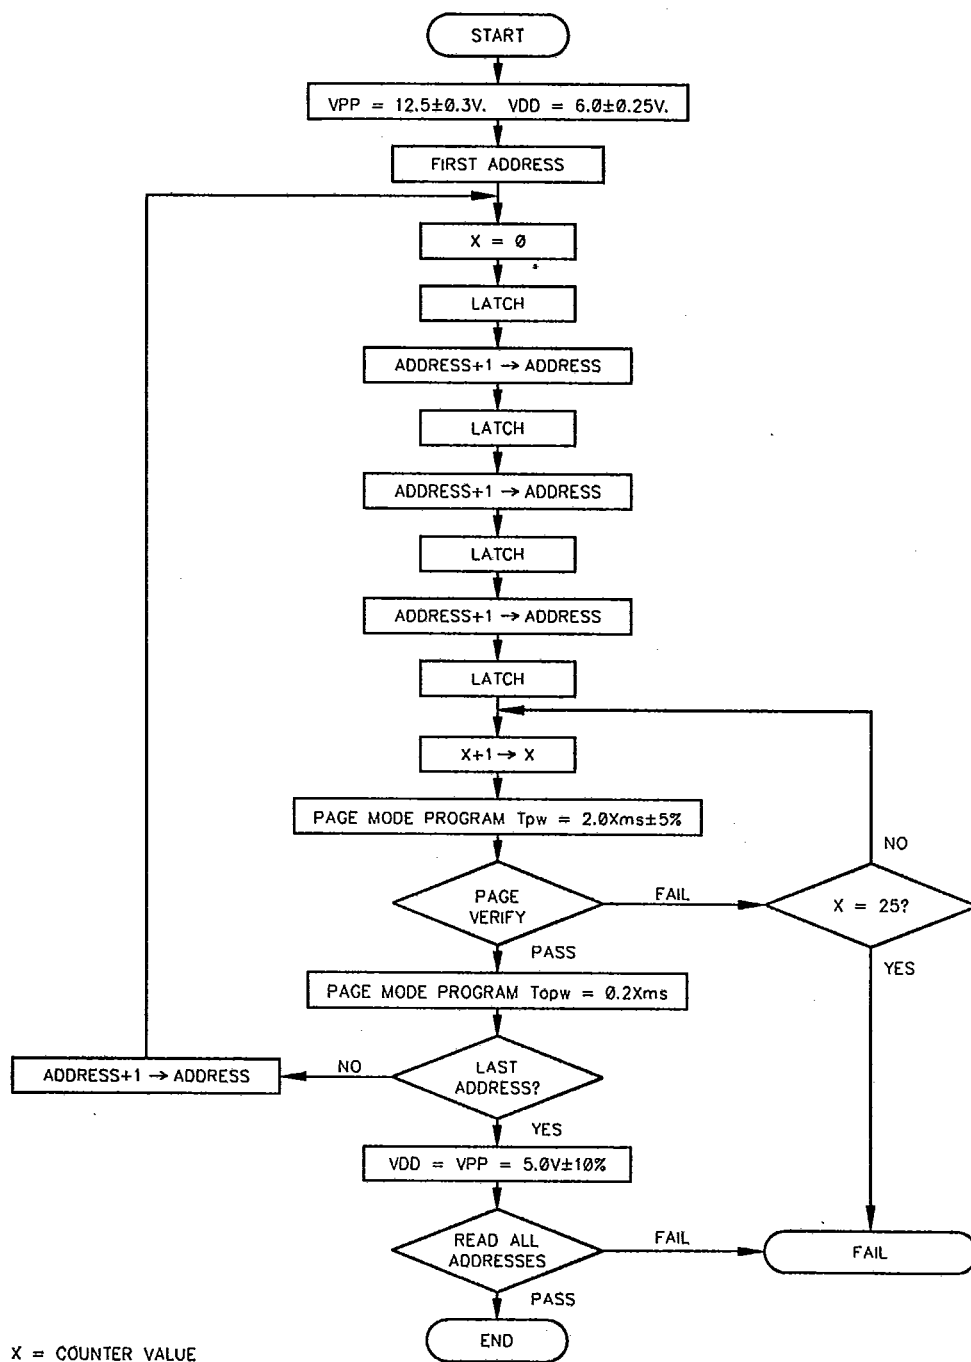 START
VPP = 12.5±0.3V. VDD = 6.0±0.25V.
FIRST ADDRESS
X = 0
LATCH
ADDRESS+1 → ADDRESS
LATCH
ADDRESS+1 → ADDRESS
LATCH
ADDRESS+1 → ADDRESS
LATCH
X+1 → X
PAGE MODE PROGRAM Tpw = 2.0Xms±5%
NO
PAGE
VERIFY
FAIL
X = 25?
PASS
YES
PAGE MODE PROGRAM Topw = 0.2Xms
ADDRESS+1 → ADDRESS
NO
LAST
ADDRESS?
YES
VDD = VPP = 5.0V±10%
READ ALL
ADDRESSES
FAIL
FAIL
PASS
END
X = COUNTER VALUE